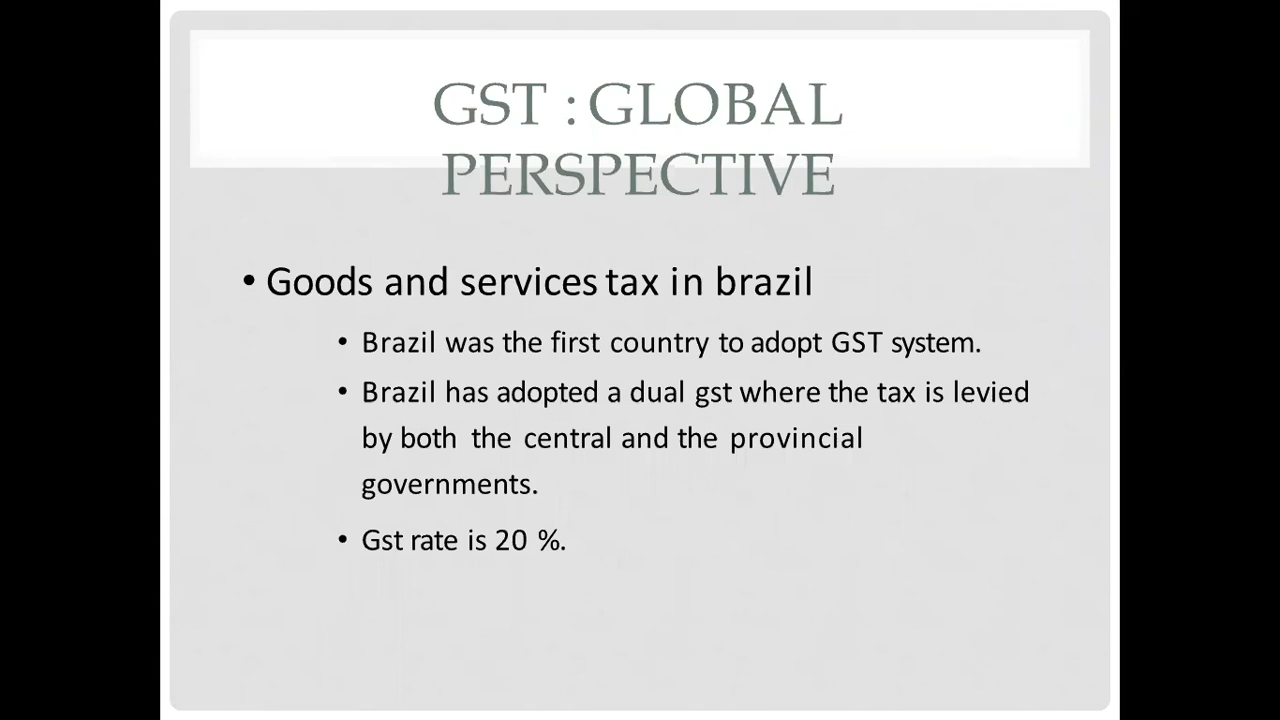 GST : GLOBAL
PERSPECTIVE
• Goods and services tax in brazil
• Brazil was the first country to adopt GST system.
• Brazil has adopted a dual gst where the tax is levied
by both the central and the provincial
governments.
• Gst rate is 20 %.